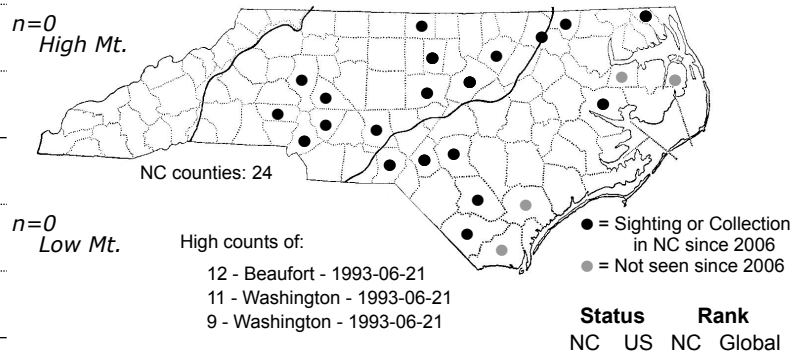 n=0
High Mt.
NC counties: 24
n=0
Low Mt.
High counts of:
12 - Beaufort - 1993-06-21
11 - Washington - 1993-06-21
9 - Washington - 1993-06-21
= Sighting or Collection
in NC since 2006
= Not seen since 2006
Status Rank
NC US NC Global